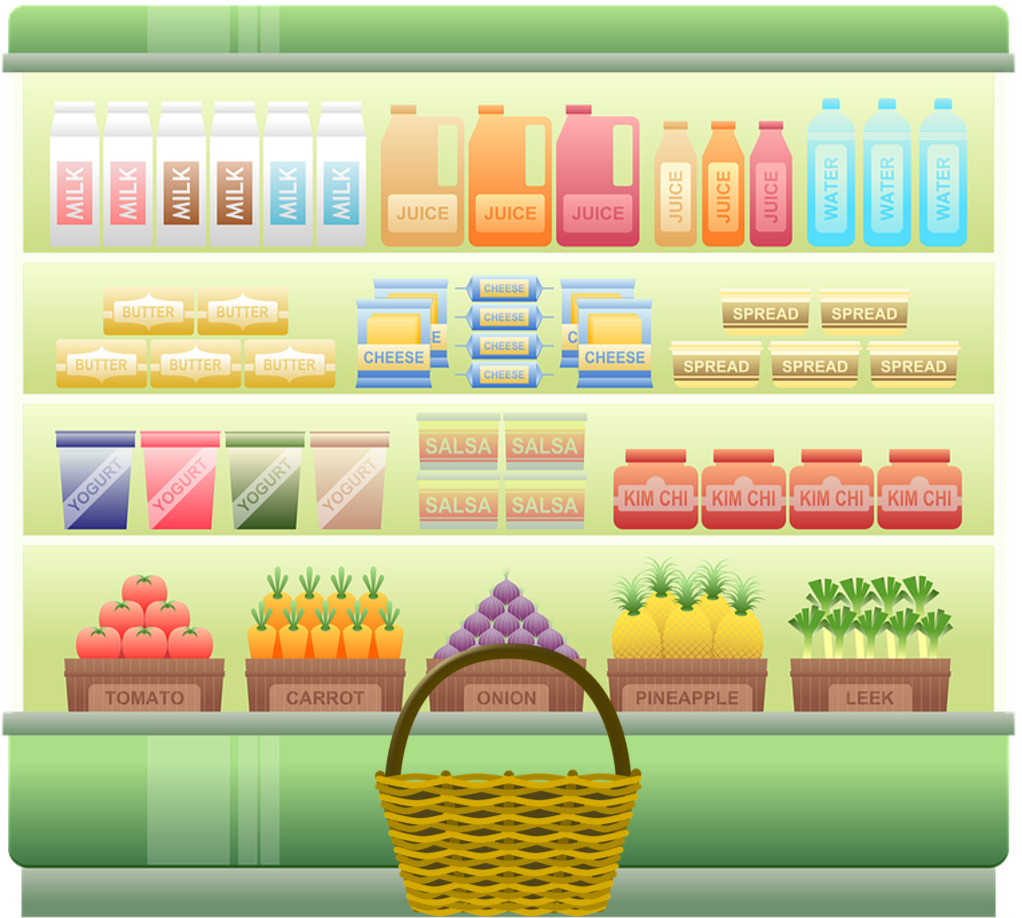 MILK MILK MILK MILK MILK MILK JUICE JUICE JUICE JUICE JUICE JUICE WATER WATER WATER
BUTTER BUTTER
BUTTER BUTTER BUTTER
CHEESE
CHEESE
CHEESE
CHEESE
E C
CHEESE CHEESE
SPREAD SPREAD
SPREAD SPREAD SPREAD
YOGURT YOGURT YOGURT YOGURT
SALSA SALSA
SALSA SALSA
KIM CHI KIM CHI KIM CHI KIM CHI
TOMATO CARROT ONION PINEAPPLE LEEK